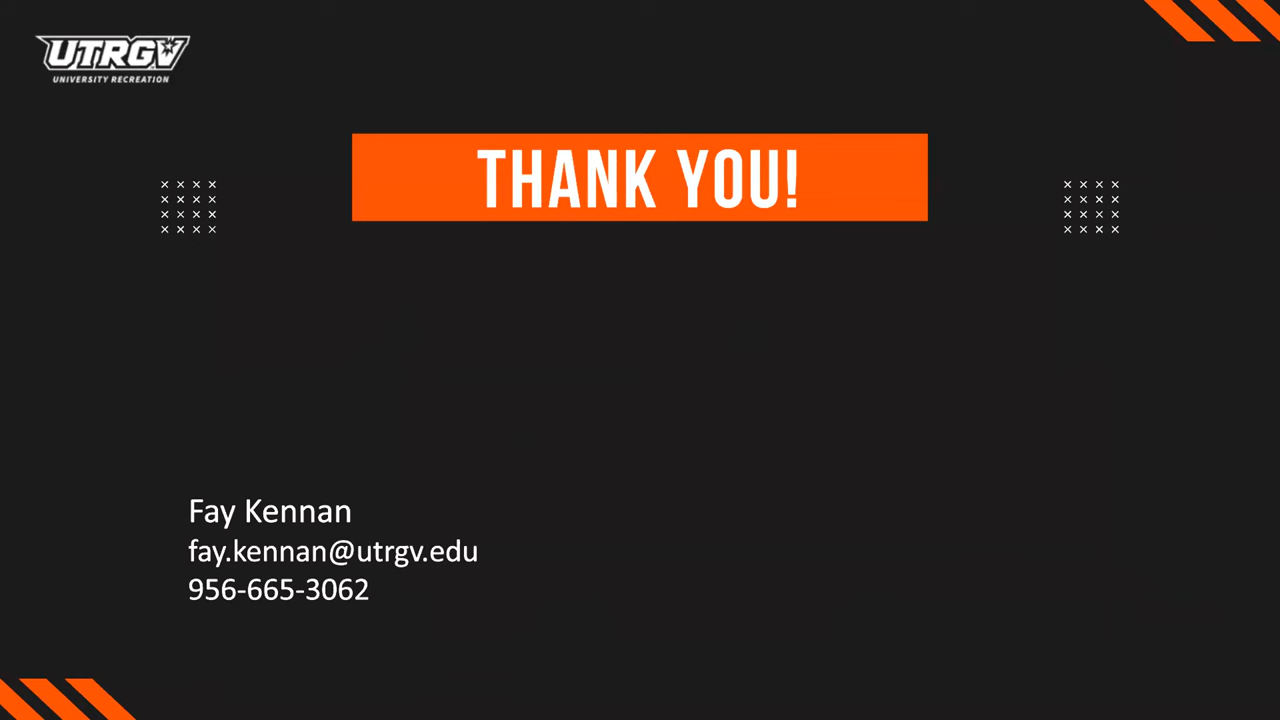 UTRGV
UNIVERSITY RECREATION
THANK YOU!
Fay Kennan
fay.kennan@utrgv.edu
956-665-3062